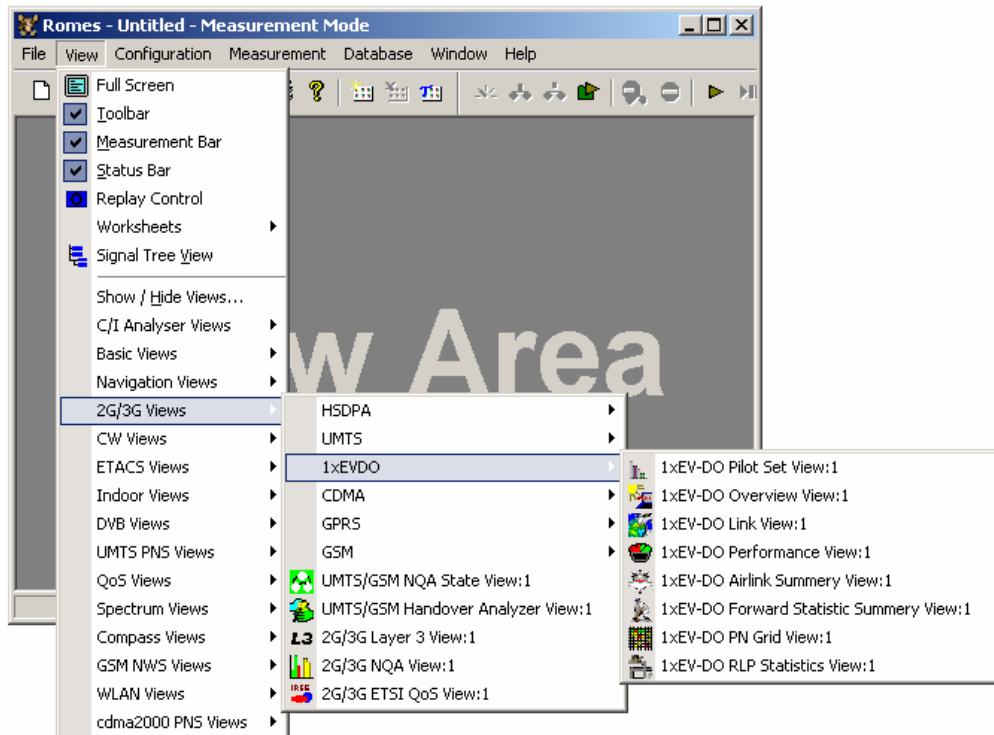 Romes - Untitled - Measurement Mode
File View Configuration Measurement Database Window Help
Full Screen
Toolbar
Measurement Bar
Status Bar
Replay Control
Worksheets
Signal Tree View
Show / Hide Views...
C/I Analyser Views
Basic Views
Navigation Views
2G/3G Views
CW Views
ETACS Views
Indoor Views
DVB Views
UMTS PNS Views
QoS Views
Spectrum Views
Compass Views
GSM NWS Views
WLAN Views
cdma2000 PNS Views
w Area
HSDPA
UMTS
1xEVDO
CDMA
GPRS
GSM
UMTS/GSM NQA State View:1
UMTS/GSM Handover Analyzer View:1
L3 2G/3G Layer 3 View:1
2G/3G NQA View:1
2G/3G ETSI QoS View:1
1xEV-DO Pilot Set View:1
1xEV-DO Overview View:1
1xEV-DO Link View:1
1xEV-DO Performance View:1
1xEV-DO Airlink Summery View:1
1xEV-DO Forward Statistic Summery View:1
1xEV-DO PN Grid View:1
1xEV-DO RLP Statistics View:1